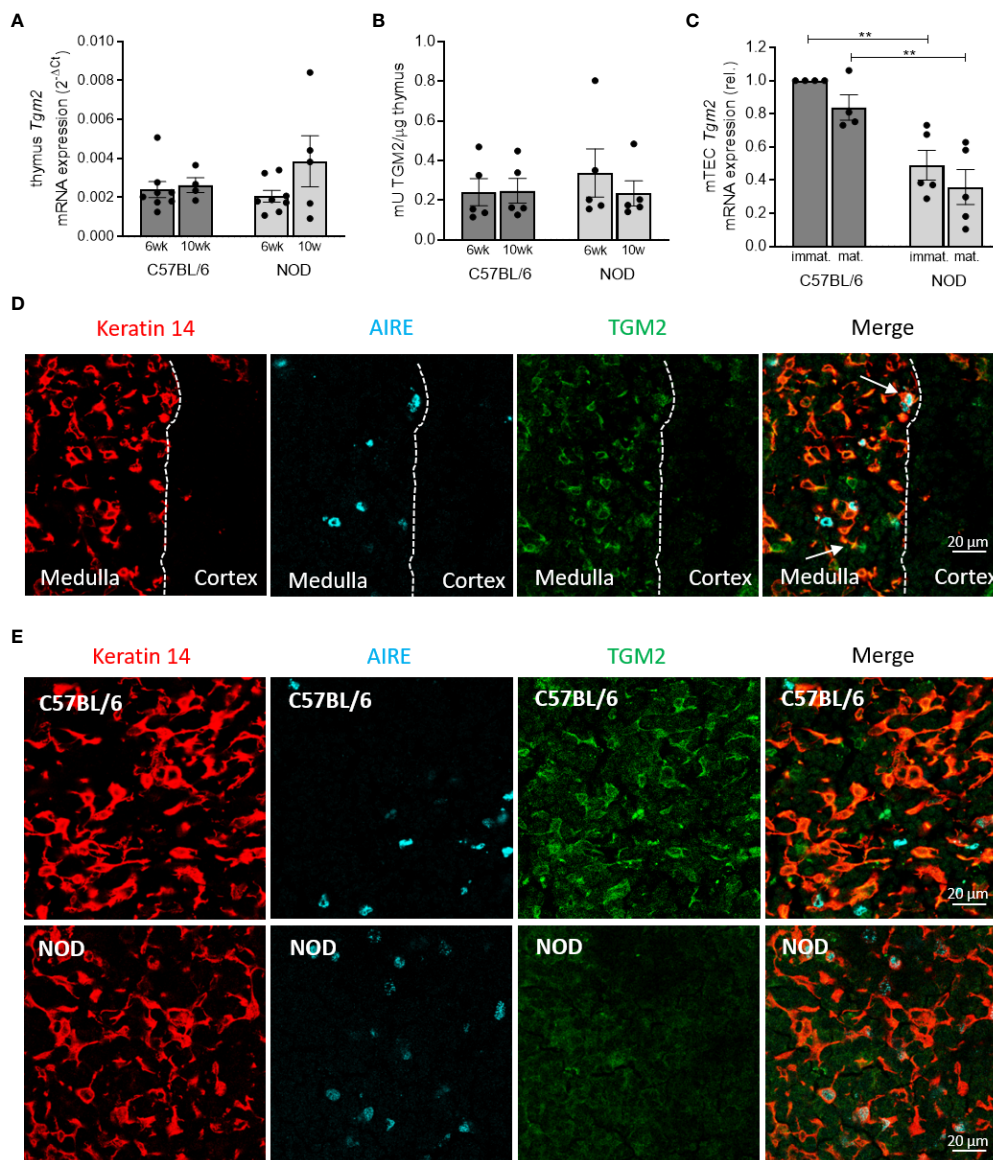 A
thymus Tgm2
mRNA expression (2^-ΔCt)
0.010
0.008
0.006
0.004
0.002
0.000
6wk 10wk 6wk 10w
C57BL/6 NOD
B
mU TGM2/µg thymus
1.0
0.8
0.6
0.4
0.2
0.0
6wk 10wk 6wk 10w
C57BL/6 NOD
C
mTEC Tgm2
mRNA expression (rel.)
**
**
1.2
1.0
0.8
0.6
0.4
0.2
0.0
immat. mat. immat. mat.
C57BL/6 NOD
D
Keratin 14 AIRE TGM2 Merge
Medulla Cortex Medulla Cortex Medulla Cortex Medulla Cortex
20 µm
E
Keratin 14 AIRE TGM2 Merge
C57BL/6 C57BL/6 C57BL/6 C57BL/6
20 µm
NOD NOD NOD NOD
20 µm